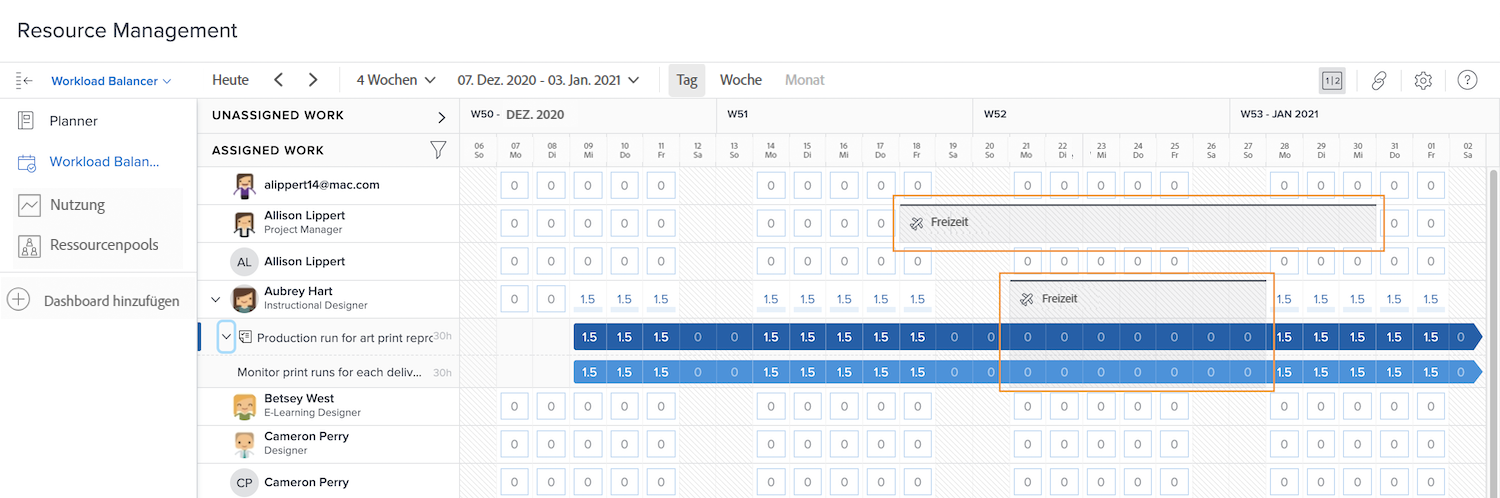 Resource Management
Workload Balancer
Heute
4 Wochen
07. Dez. 2020 - 03. Jan. 2021
Tag
Woche
Monat
1|2
?
Planner
Workload Balan...
Nutzung
Ressourcenpools
Dashboard hinzufügen
UNASSIGNED WORK
W50 - DEZ. 2020
W51
W52
W53 - JAN 2021
ASSIGNED WORK
06 07 08 09 10 11 12 13 14 15 16 17 18 19 20 21 22 23 24 25 26 27 28 29 30 31 01 02
So Mo Di Mi Do Fr Sa So Mo Di Mi Do Fr Sa So Mo Di , Mi Do Fr Sa So Mo Di Mi Do Fr Sa
alippert14@mac.com
0 0 0 0 0 0 0 0 0 0 0 0 0 0 0 0 0 0 0 0
Allison Lippert
Project Manager
0 0 0 0 0 0 0 0 0 Freizeit 0 0
AL Allison Lippert
0 0 0 0 0 0 0 0 0 0 0 0 0 0 0 0 0 0 0 0
Aubrey Hart
Instructional Designer
0 0 1.5 1.5 1.5 1.5 1.5 1.5 1.5 1.5 Freizeit 1.5 1.5 1.5 1.5 1.5
Production run for art print repro 30h
1.5 1.5 1.5 0 0 1.5 1.5 1.5 1.5 1.5 0 0 0 0 0 0 0 0 0 1.5 1.5 1.5 1.5 1.5 0
Monitor print runs for each deliv... 30h
1.5 1.5 1.5 0 0 1.5 1.5 1.5 1.5 1.5 0 0 0 0 0 0 0 0 0 1.5 1.5 1.5 1.5 1.5 0
Betsey West
E-Learning Designer
0 0 0 0 0 0 0 0 0 0 0 0 0 0 0 0 0 0 0 0
Cameron Perry
Designer
0 0 0 0 0 0 0 0 0 0 0 0 0 0 0 0 0 0 0 0
CP Cameron Perry
0 0 0 0 0 0 0 0 0 0 0 0 0 0 0 0 0 0 0 0